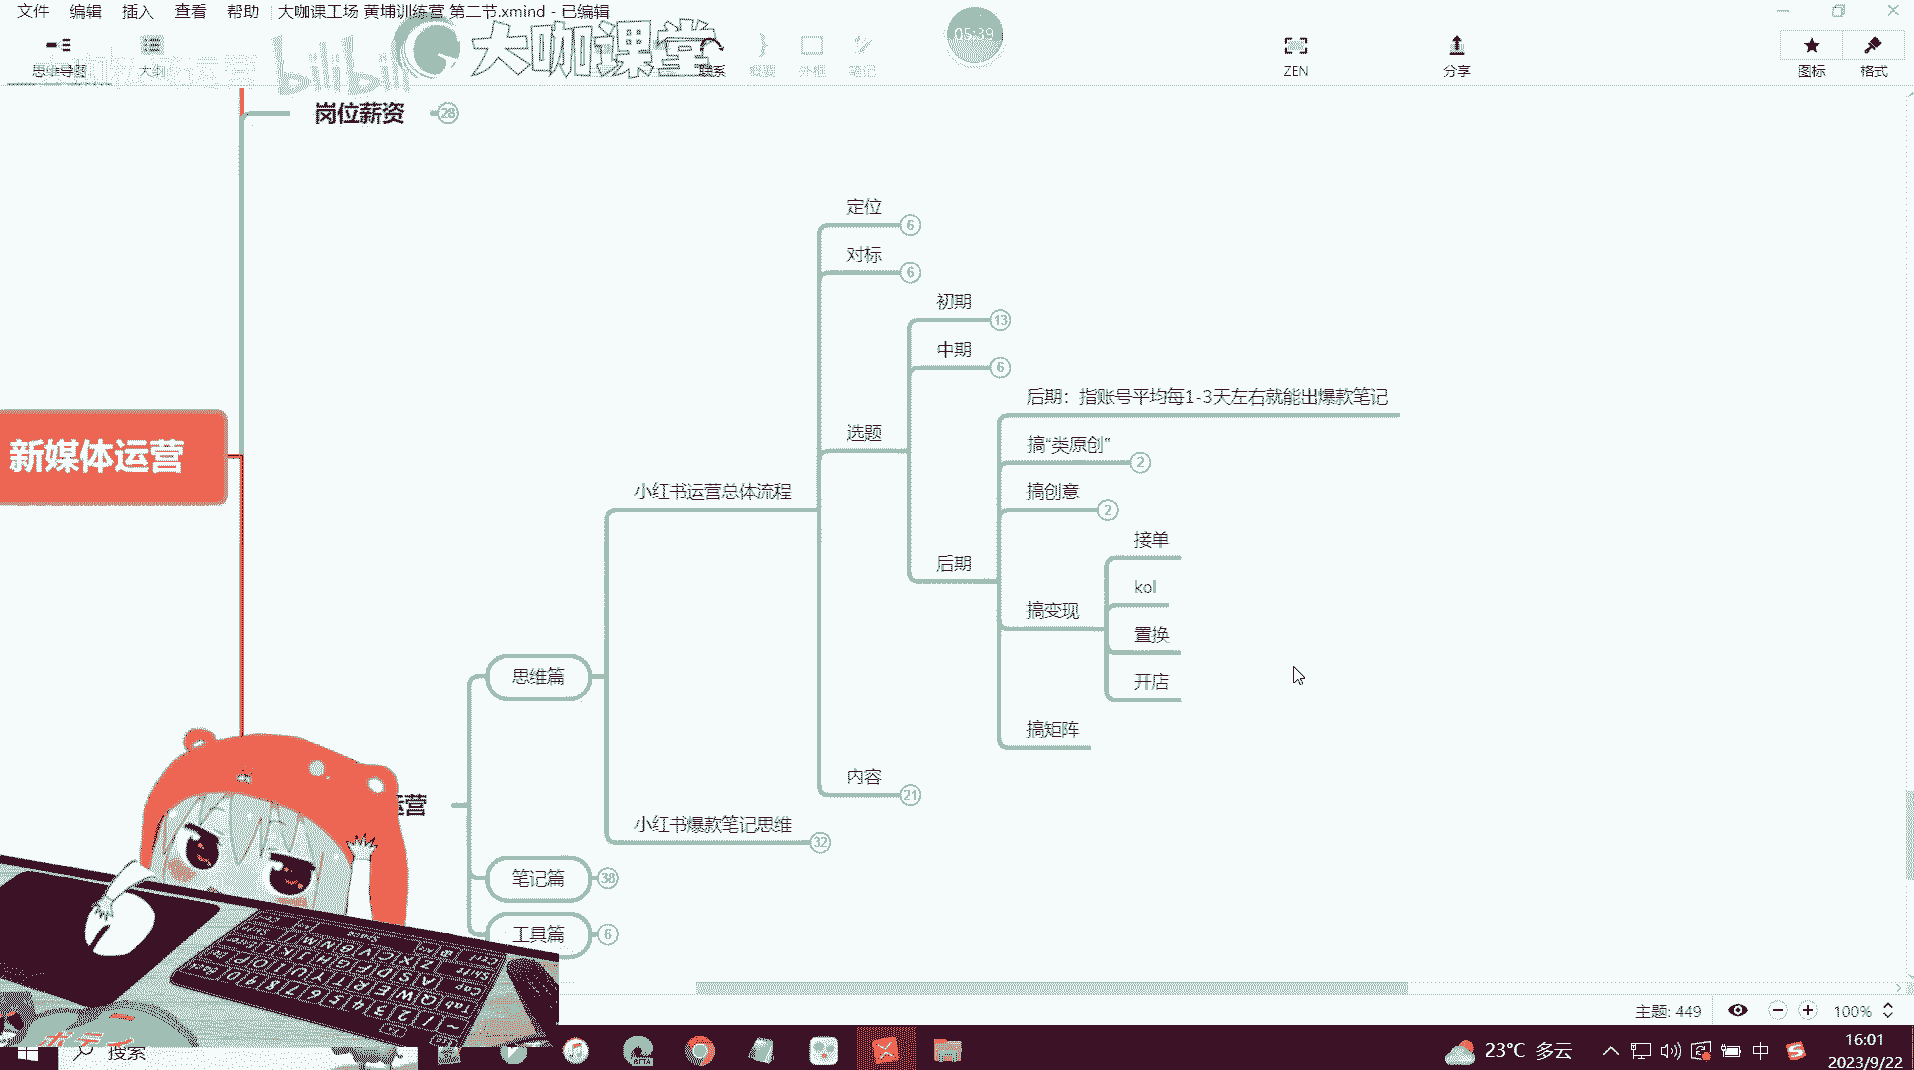 文件 编辑 插入 查看 帮助 大咖课工场 黄埔训练营 第二节.xmind - 已编辑
bilibili 大咖课堂 05:39
思维导图 大纲 联系 概要 外框 笔记 ZEN 分享 图标 格式
岗位薪资 28
定位 6
对标 6
初期 13
中期 6
后期：指账号平均每1-3天左右就能出爆款笔记
选题
搞“类原创” 2
新媒体运营
小红书运营总体流程
搞创意 2
接单
后期
kol
搞变现
置换
思维篇
开店
搞矩阵
内容 21
运营
小红书爆款笔记思维 32
笔记篇 38
工具篇 6
主题: 449 100%
搜索
BETA
23°C 多云
中
16:01
2023/9/22